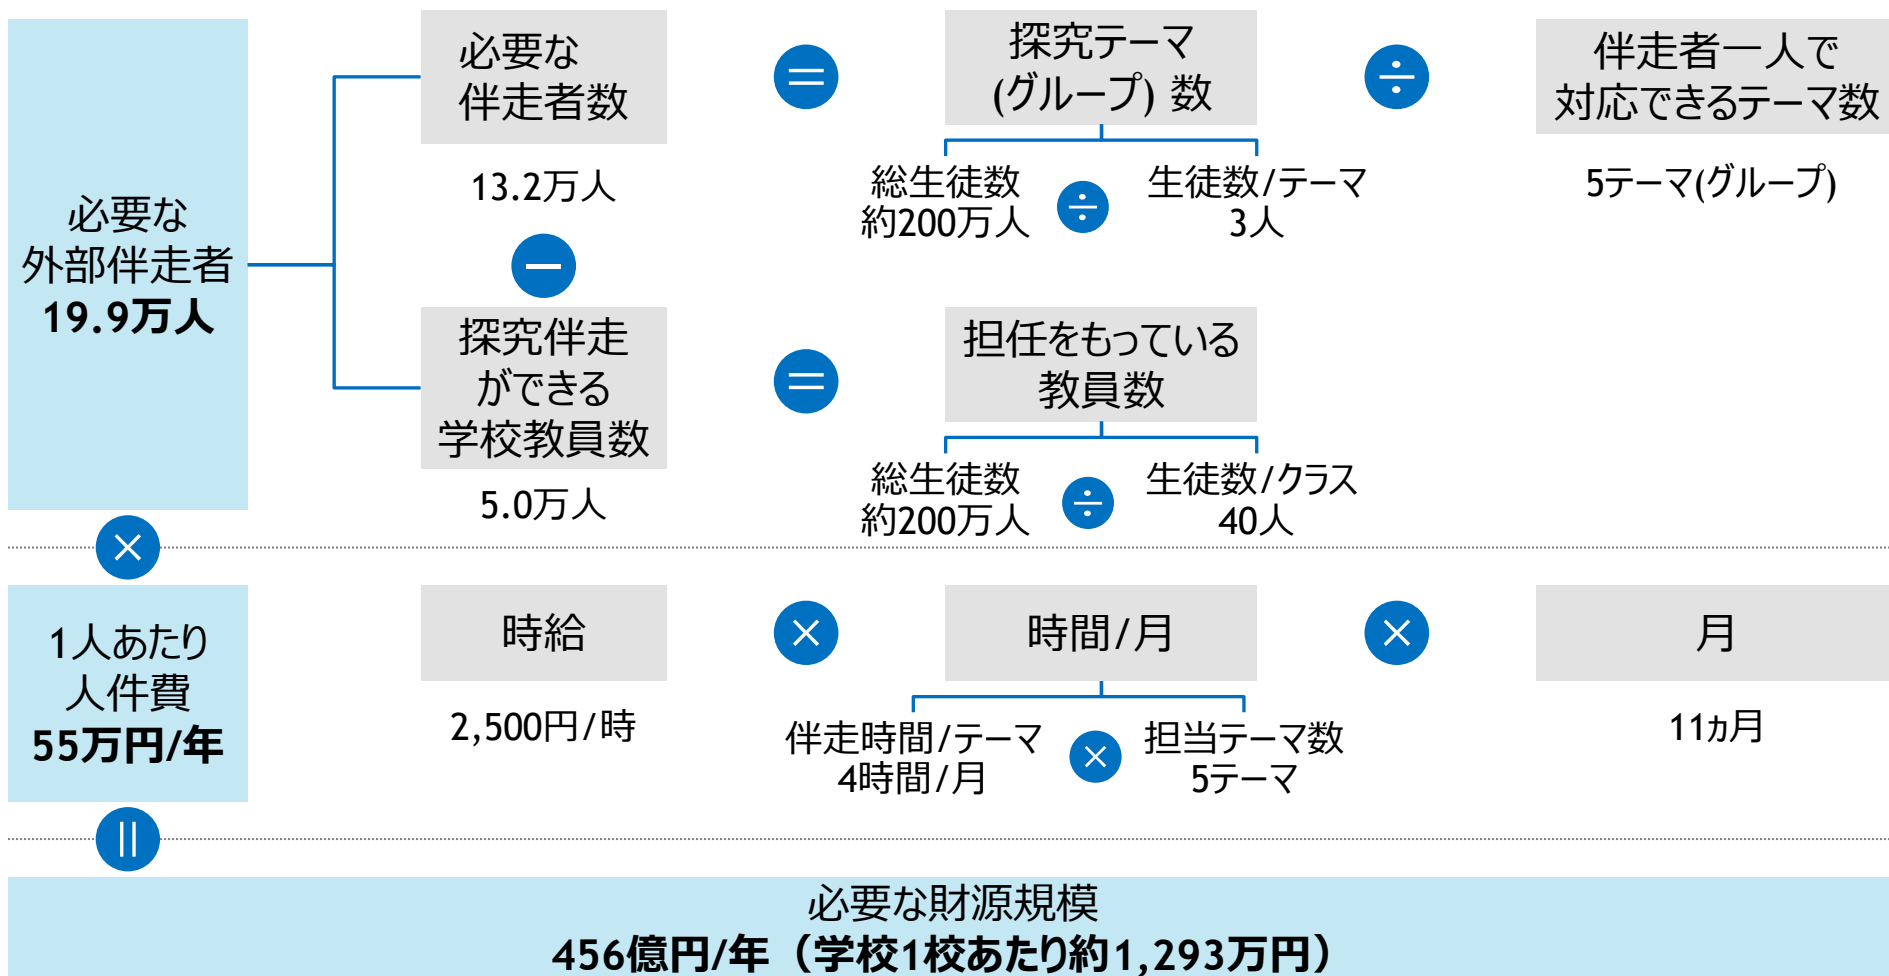 必要な
外部伴走者
19.9万人
必要な
伴走者数
13.2万人
＝
探究テーマ
(グループ) 数
総生徒数
約200万人
÷
生徒数/テーマ
3人
÷
伴走者一人で
対応できるテーマ数
5テーマ(グループ)
－
探究伴走
ができる
学校教員数
5.0万人
＝
担任をもっている
教員数
総生徒数
約200万人
÷
生徒数/クラス
40人
×
1人あたり
人件費
55万円/年
時給
2,500円/時
×
時間/月
伴走時間/テーマ
4時間/月
×
担当テーマ数
5テーマ
×
月
11ヵ月
||
必要な財源規模
456億円/年（学校1校あたり約1,293万円）